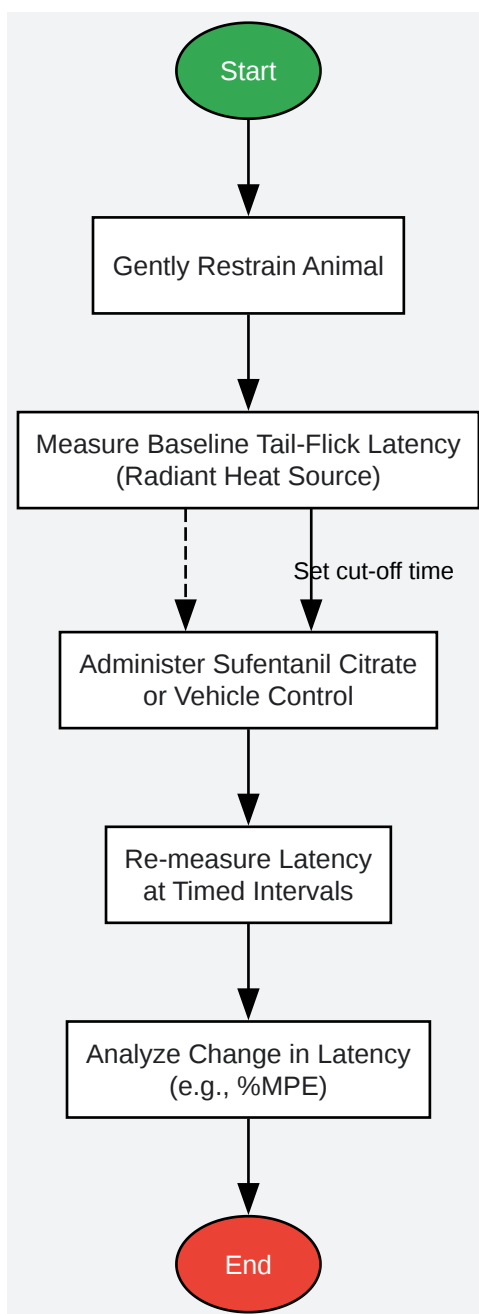 Start
Gently Restrain Animal
Measure Baseline Tail-Flick Latency
(Radiant Heat Source)
Set cut-off time
Administer Sufentanil Citrate
or Vehicle Control
Re-measure Latency
at Timed Intervals
Analyze Change in Latency
(e.g., %MPE)
End